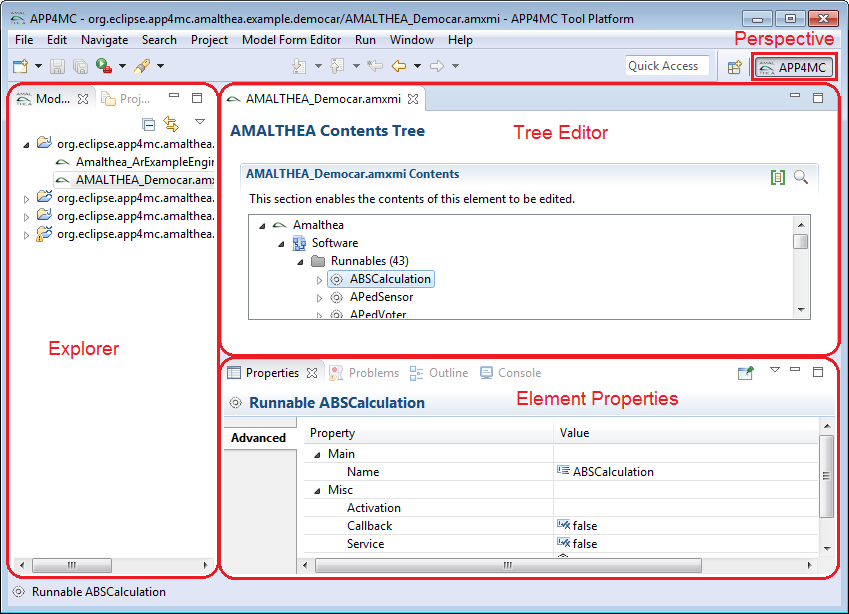 APP4MC - org.eclipse.app4mc.amalthea.example.democar/AMALTHEA_Democar.amxmi - APP4MC Tool Platform
File Edit Navigate Search Project Model Form Editor Run Window Help
Perspective
Quick Access
APP4MC
Mod... Proj...
org.eclipse.app4mc.amalthea.
Amalthea_ArExampleEngin
AMALTHEA_Democar.amx
org.eclipse.app4mc.amalthea.
org.eclipse.app4mc.amalthea.
org.eclipse.app4mc.amalthea.
Explorer
AMALTHEA_Democar.amxmi
AMALTHEA Contents Tree
Tree Editor
AMALTHEA_Democar.amxmi Contents
This section enables the contents of this element to be edited.
Amalthea
Software
Runnables (43)
ABSCalculation
APedSensor
APedVoter
Properties Problems Outline Console
Runnable ABSCalculation
Element Properties
Advanced
Property Value
Main
Name ABSCalculation
Misc
Activation
Callback false
Service false
Runnable ABSCalculation